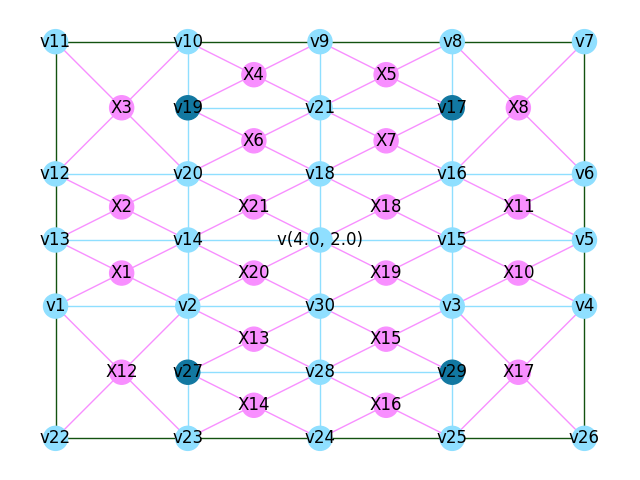 v11 v10 v9 v8 v7
X4 X5
X3 v19 v21 v17 X8
X6 X7
v12 v20 v18 v16 v6
X2 X21 X18 X11
v13 v14 v(4.0, 2.0) v15 v5
X1 X20 X19 X10
v1 v2 v30 v3 v4
X13 X15
X12 v27 v28 v29 X17
X14 X16
v22 v23 v24 v25 v26